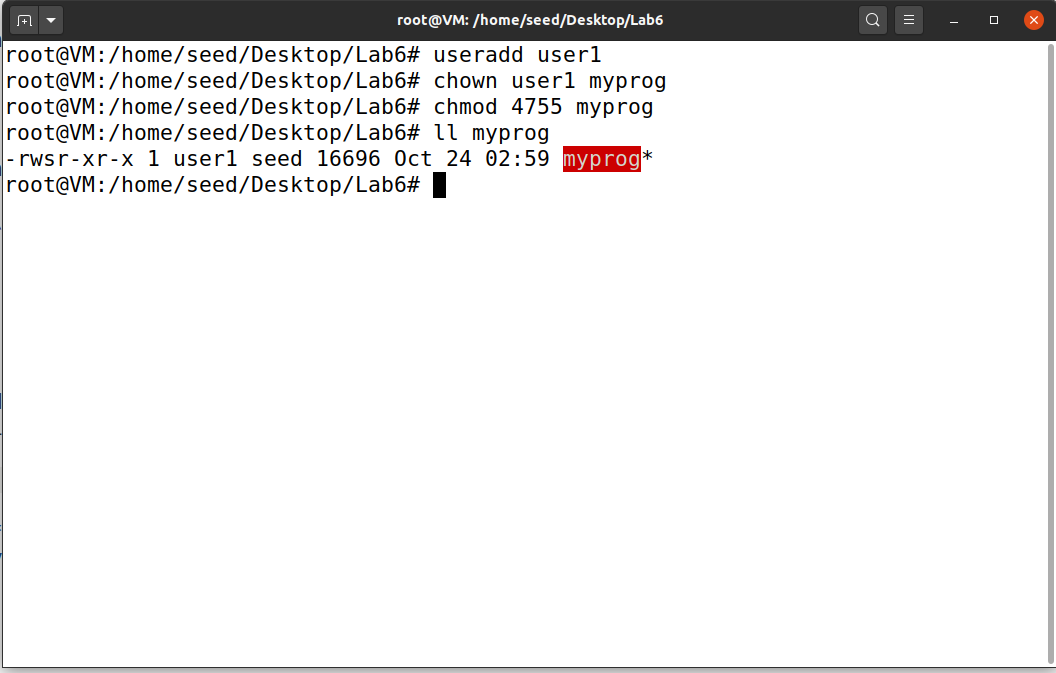 root@VM: /home/seed/Desktop/Lab6
root@VM:/home/seed/Desktop/Lab6# useradd user1
root@VM:/home/seed/Desktop/Lab6# chown user1 myprog
root@VM:/home/seed/Desktop/Lab6# chmod 4755 myprog
root@VM:/home/seed/Desktop/Lab6# ll myprog
-rwsr-xr-x 1 user1 seed 16696 Oct 24 02:59 myprog*
root@VM:/home/seed/Desktop/Lab6#